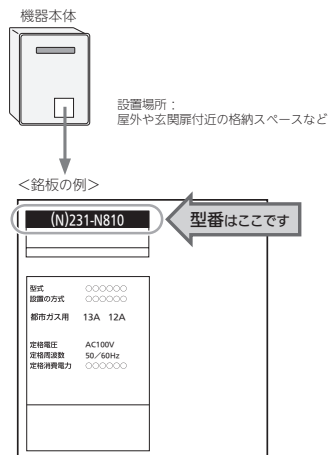 機器本体
設置場所：
屋外や玄関扉付近の格納スペースなど
＜銘板の例＞
(N)231-N810
型番はここです
型式 ○○○○○○
設置の方式 ○○○○○○
都市ガス用 13A 12A
定格電圧 AC100V
定格周波数 50／60Hz
定格消費電力 ○○○○○○